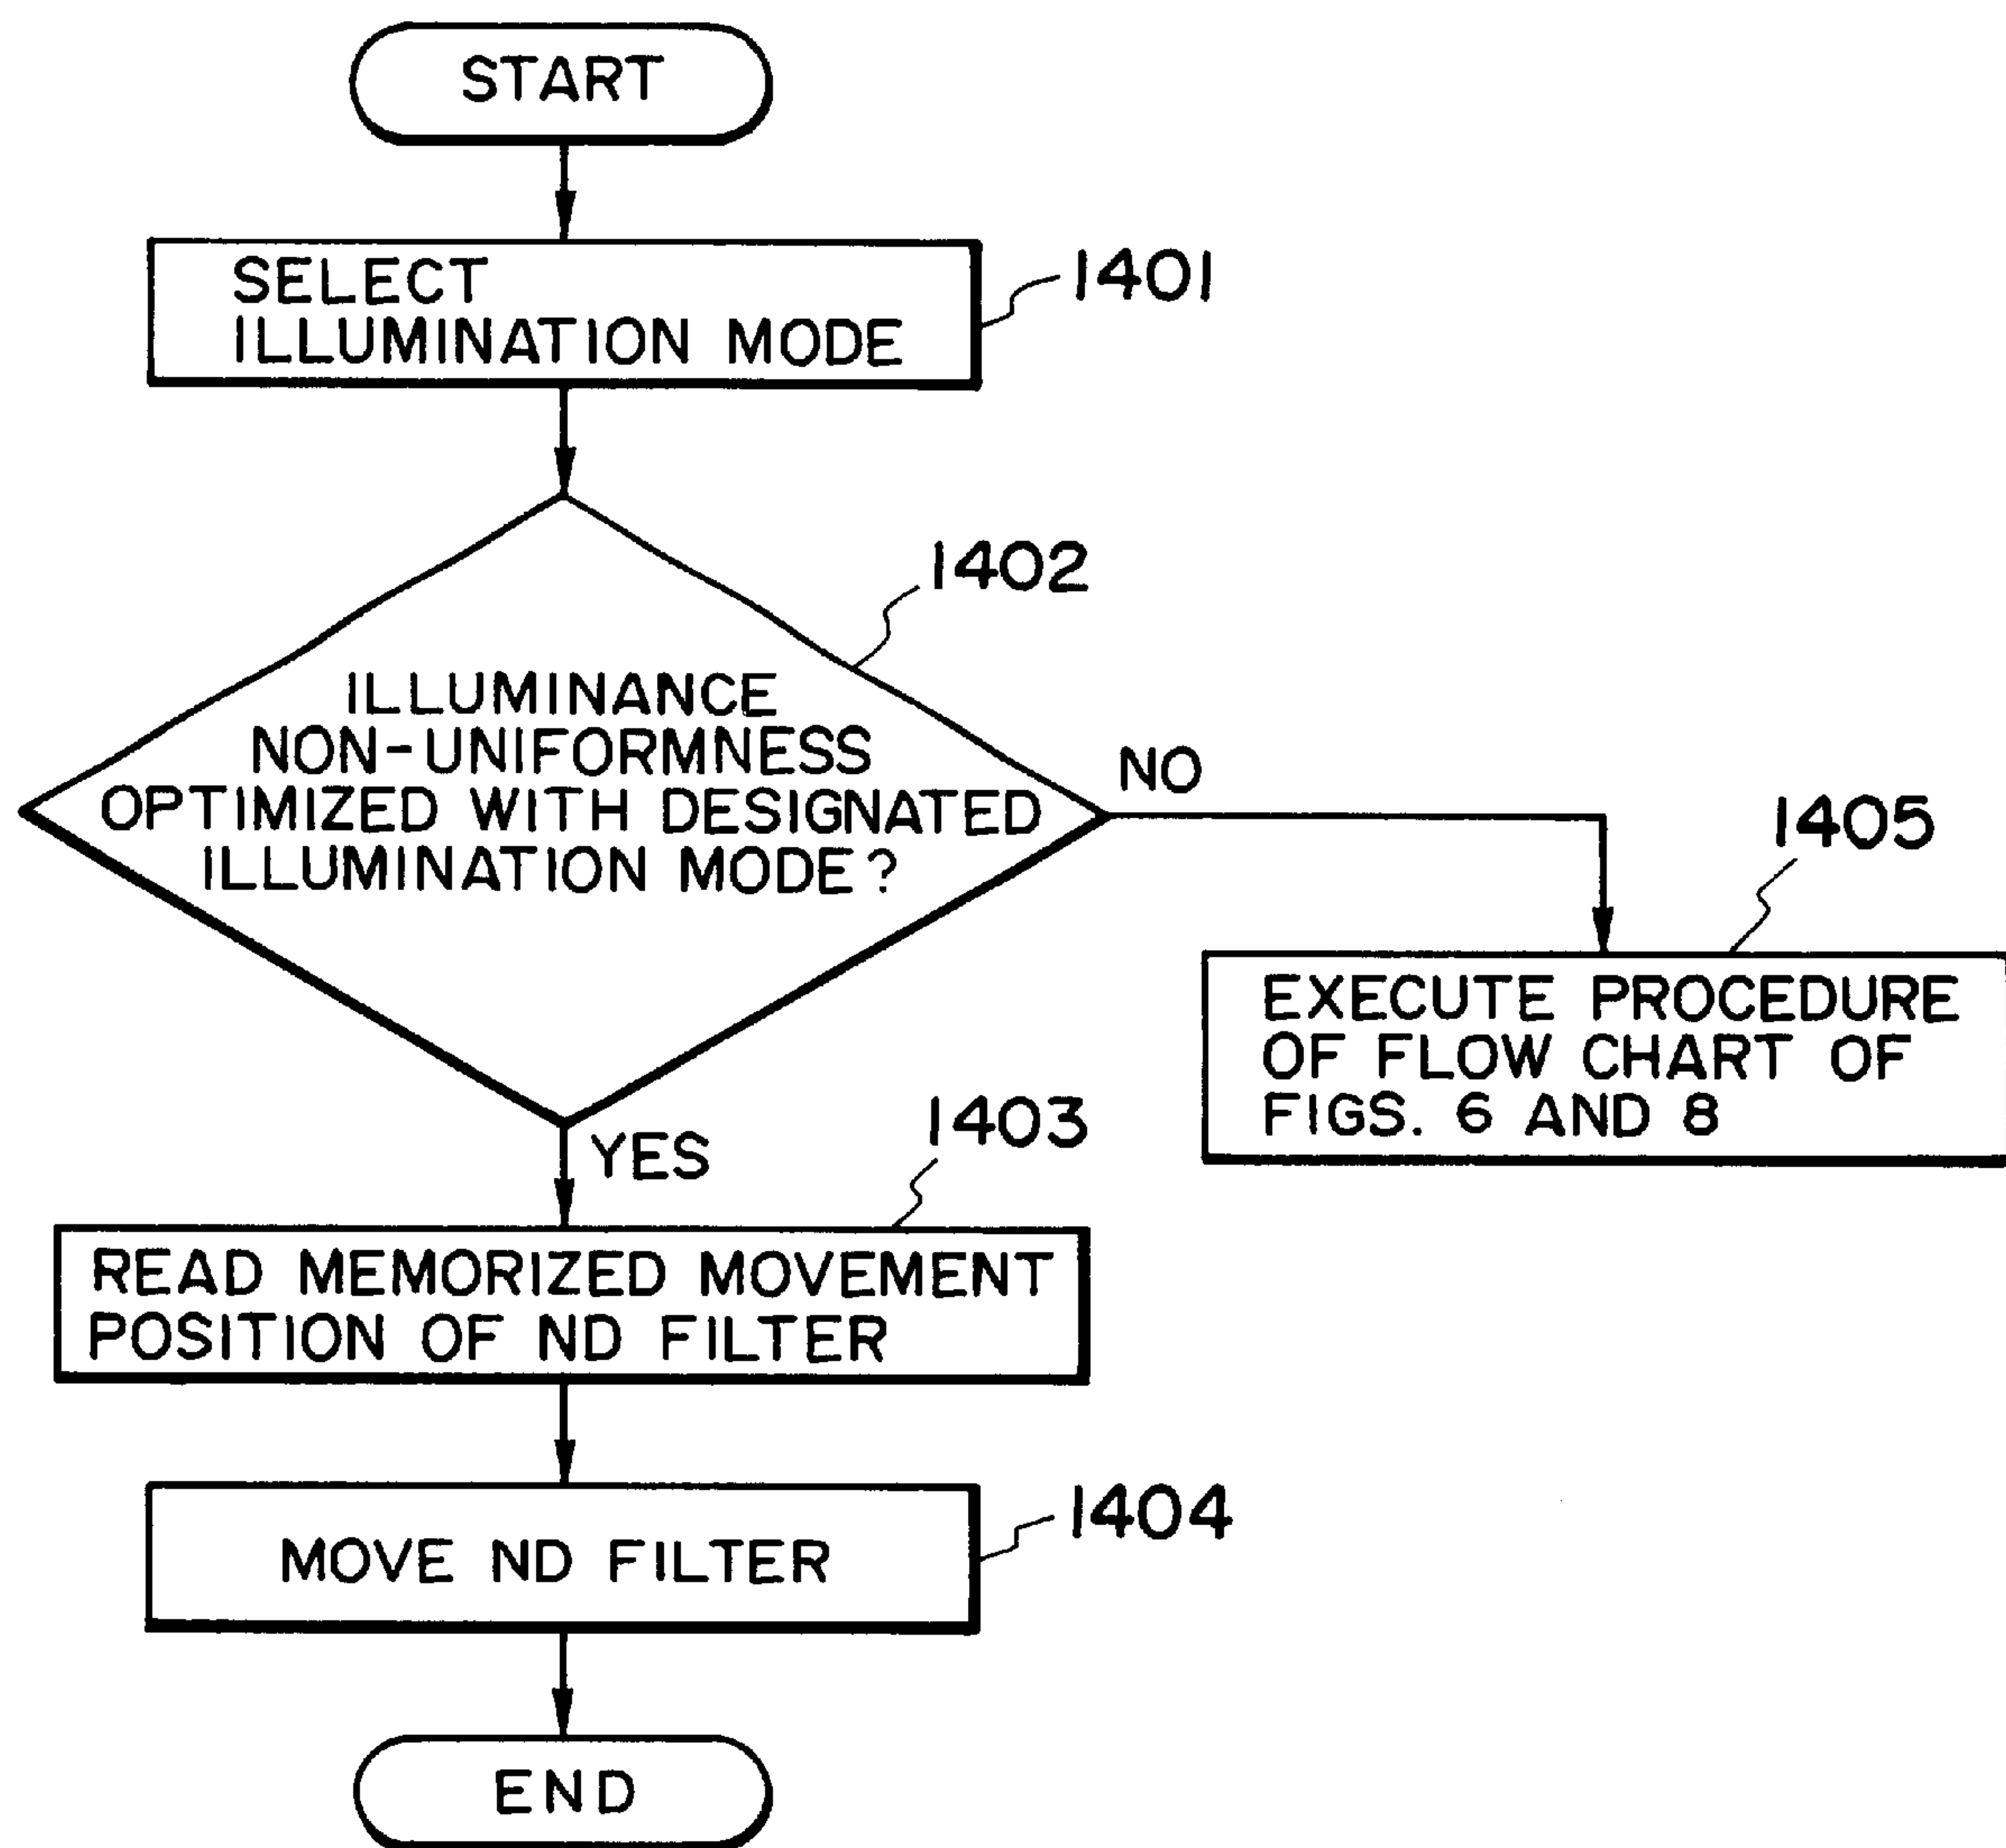 START
SELECT
ILLUMINATION MODE
1401
1402
ILLUMINANCE
NON-UNIFORMNESS
OPTIMIZED WITH DESIGNATED
ILLUMINATION MODE?
NO
1405
EXECUTE PROCEDURE
OF FLOW CHART OF
FIGS. 6 AND 8
YES
1403
READ MEMORIZED MOVEMENT
POSITION OF ND FILTER
MOVE ND FILTER
1404
END